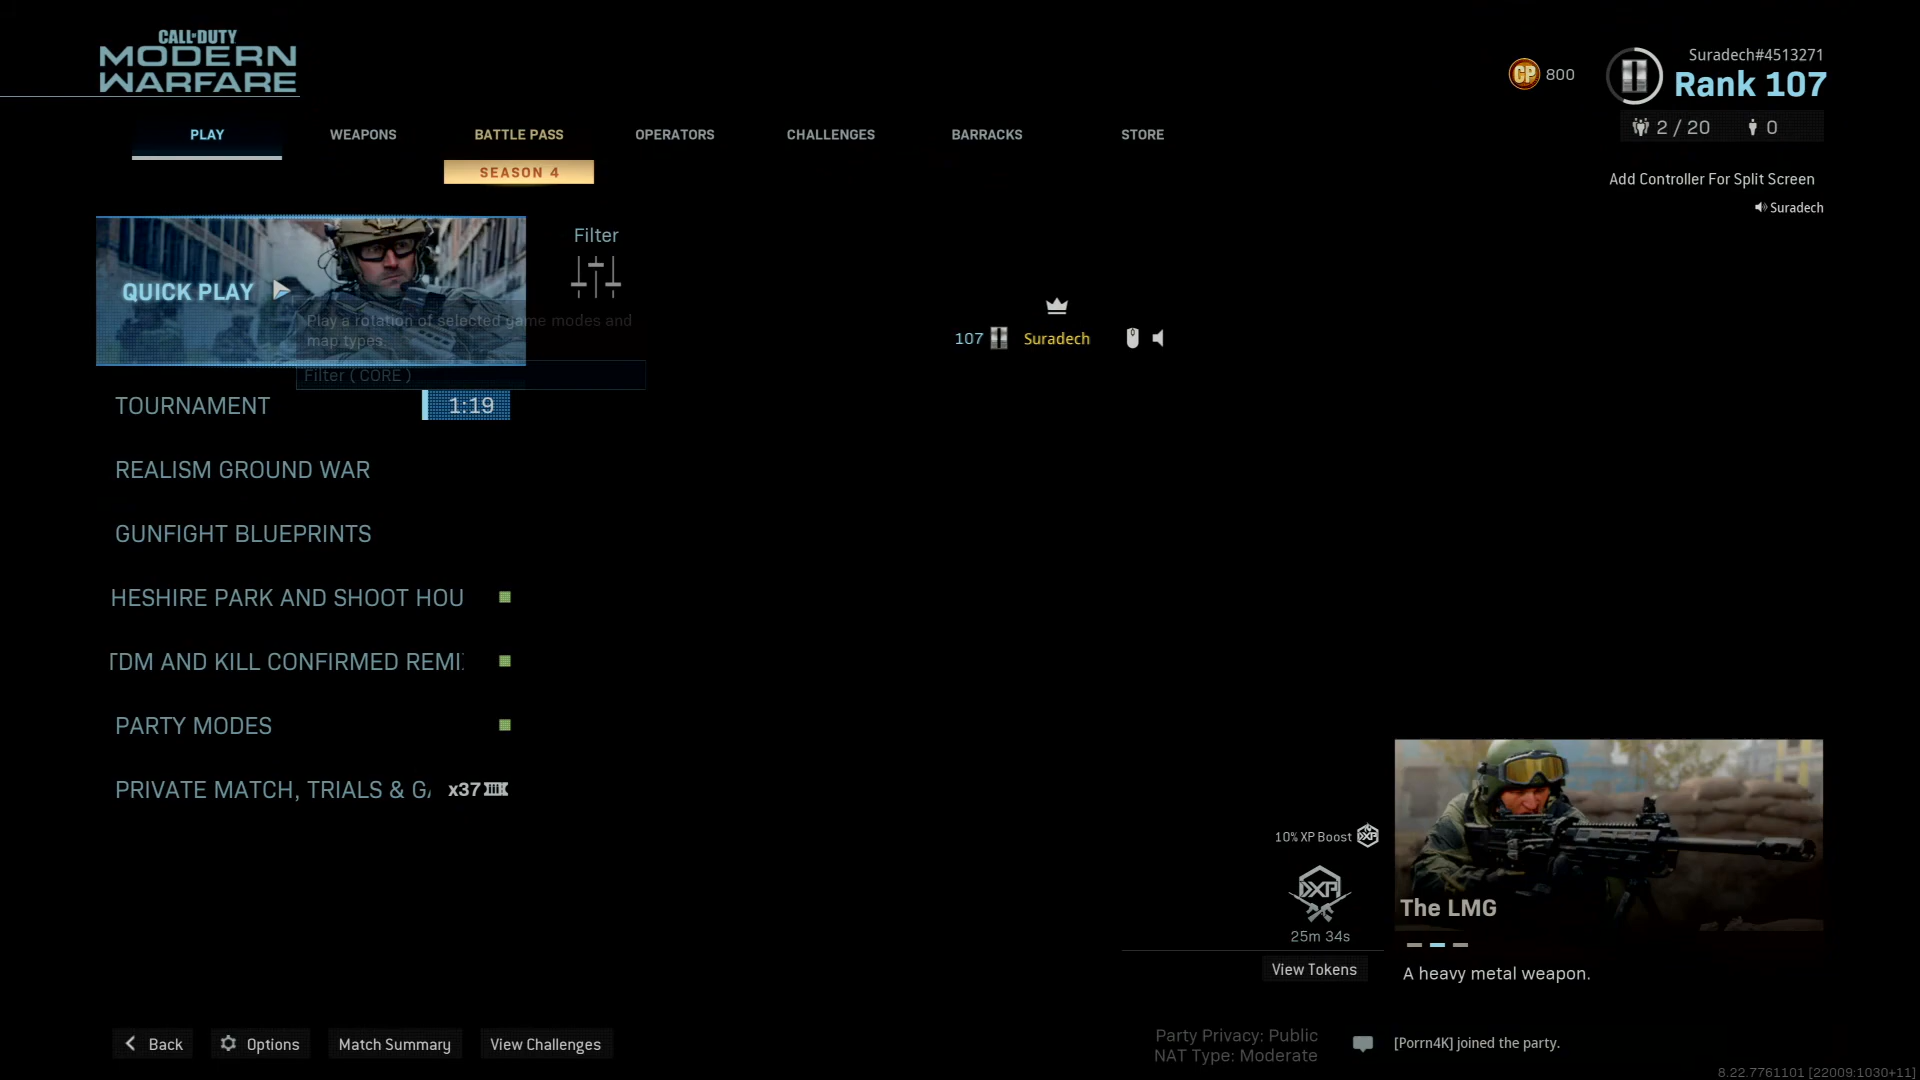 CALL OF DUTY
MODERN
WARFARE
CP 800
Suradech#4513271
Rank 107
2 / 20
0
PLAY
WEAPONS
BATTLE PASS
OPERATORS
CHALLENGES
BARRACKS
STORE
SEASON 4
Add Controller For Split Screen
Suradech
QUICK PLAY
Filter
Play a rotation of selected game modes and
map types
Filter ( CORE )
107 Suradech
TOURNAMENT
1:19
REALISM GROUND WAR
GUNFIGHT BLUEPRINTS
HESHIRE PARK AND SHOOT HOU
TDM AND KILL CONFIRMED REMI
PARTY MODES
PRIVATE MATCH, TRIALS & GA
x37
10% XP Boost
DXP
25m 34s
View Tokens
The LMG
A heavy metal weapon.
Back
Options
Match Summary
View Challenges
Party Privacy: Public
NAT Type: Moderate
[Porrn4K] joined the party.
8.22.7761101 [22009:1030+11]